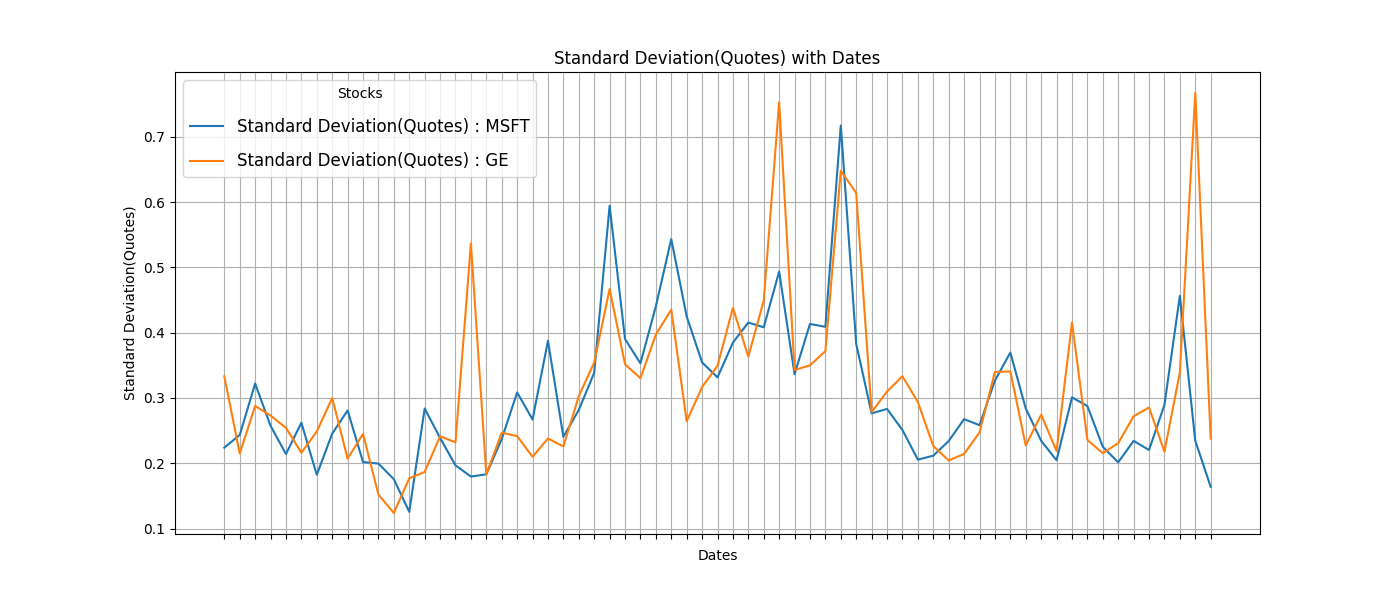 Standard Deviation(Quotes) with Dates
Stocks
Standard Deviation(Quotes) : MSFT
Standard Deviation(Quotes) : GE
Standard Deviation(Quotes)
0.7
0.6
0.5
0.4
0.3
0.2
0.1
Dates